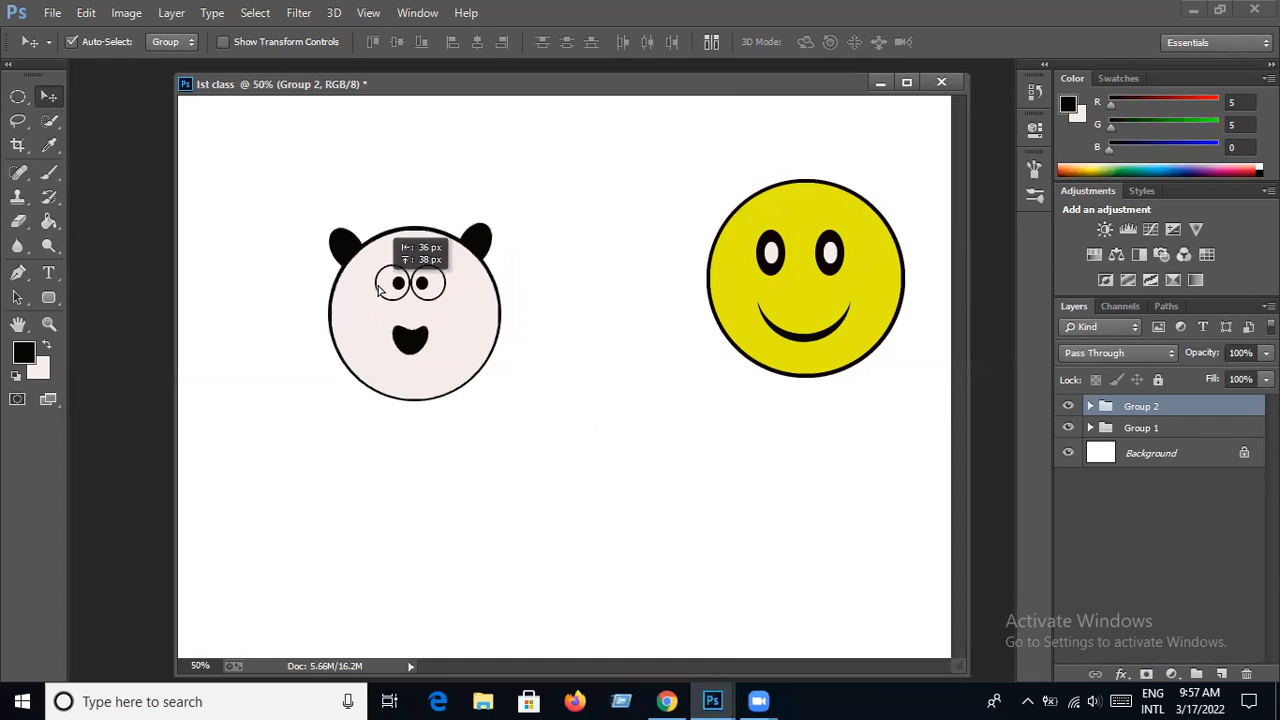 Ps File Edit Image Layer Type Select Filter 3D View Window Help
Auto-Select: Group Show Transform Controls 3D Mode: Essentials
Ps Ist class @ 50% (Group 2, RGB/8) *
Color Swatches
R 5
G 5
B 0
Adjustments Styles
Add an adjustment
Layers Channels Paths
Kind
Pass Through Opacity: 100%
Lock: Fill: 100%
Group 2
Group 1
Background
36 px
38 px
T
Activate Windows
Go to Settings to activate Windows.
50% Doc: 5.66M/16.2M
fx
Type here to search
Ps
ENG
INTL
9:57 AM
3/17/2022